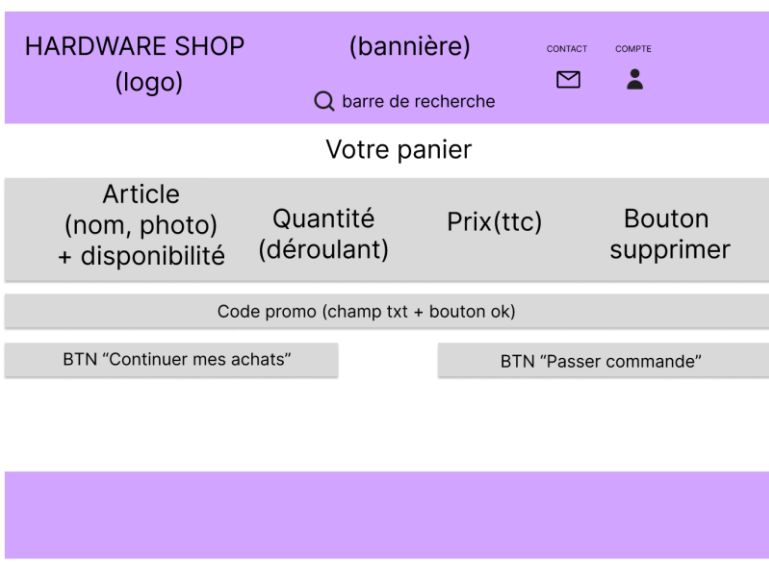 HARDWARE SHOP
(logo)
(bannière)
barre de recherche
CONTACT
COMPTE
Votre panier
Article
(nom, photo)
+ disponibilité
Quantité
(déroulant)
Prix(ttc)
Bouton
supprimer
Code promo (champ txt + bouton ok)
BTN “Continuer mes achats”
BTN “Passer commande”